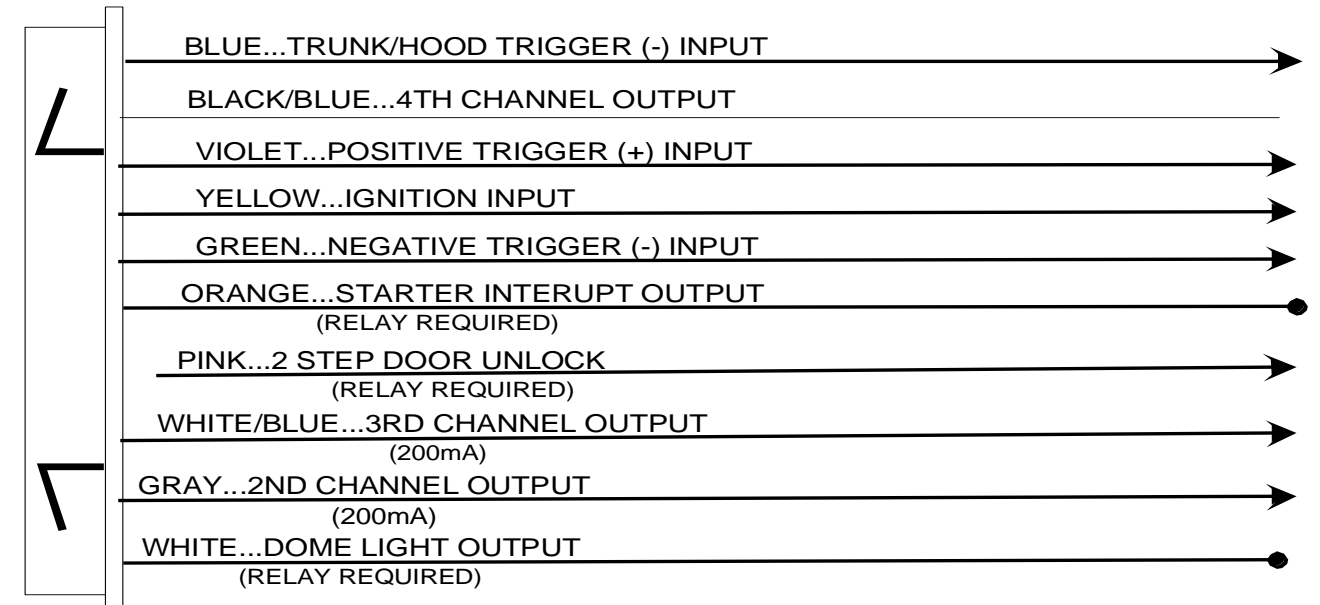 BLUE...TRUNK/HOOD TRIGGER (-) INPUT
BLACK/BLUE...4TH CHANNEL OUTPUT
VIOLET...POSITIVE TRIGGER (+) INPUT
YELLOW...IGNITION INPUT
GREEN...NEGATIVE TRIGGER (-) INPUT
ORANGE...STARTER INTERUPT OUTPUT
(RELAY REQUIRED)
PINK...2 STEP DOOR UNLOCK
(RELAY REQUIRED)
WHITE/BLUE...3RD CHANNEL OUTPUT
(200mA)
GRAY...2ND CHANNEL OUTPUT
(200mA)
WHITE...DOME LIGHT OUTPUT
(RELAY REQUIRED)